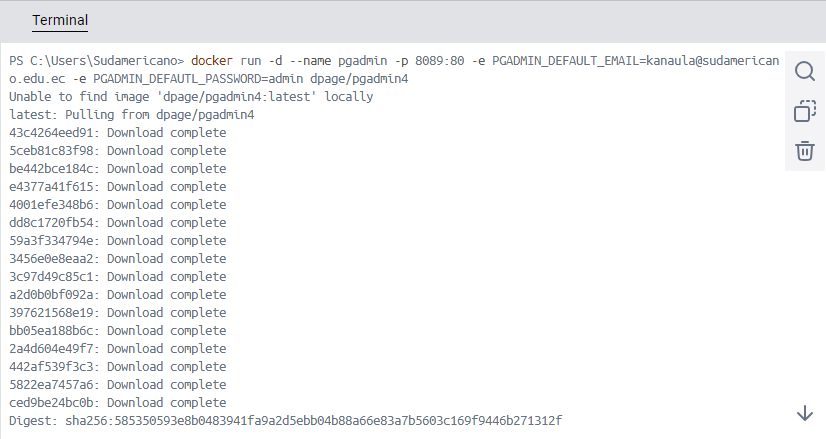 Terminal
PS C:\Users\Sudamericano> docker run -d --name pgadmin -p 8089:80 -e PGADMIN_DEFAULT_EMAIL=kanaula@sudamerican
o.edu.ec -e PGADMIN_DEFAUTL_PASSWORD=admin dpage/pgadmin4
Unable to find image 'dpage/pgadmin4:latest' locally
latest: Pulling from dpage/pgadmin4
43c4264eed91: Download complete
5ceb81c83f98: Download complete
be442bce184c: Download complete
e4377a41f615: Download complete
4001efe348b6: Download complete
dd8c1720fb54: Download complete
59a3f334794e: Download complete
3456e0e8eaa2: Download complete
3c97d49c85c1: Download complete
a2d0b0bf092a: Download complete
397621568e19: Download complete
bb05ea188b6c: Download complete
2a4d604e49f7: Download complete
442af539f3c3: Download complete
5822ea7457a6: Download complete
ced9be24bc0b: Download complete
Digest: sha256:585350593e8b0483941fa9a2d5ebb04b88a66e83a7b5603c169f9446b271312f